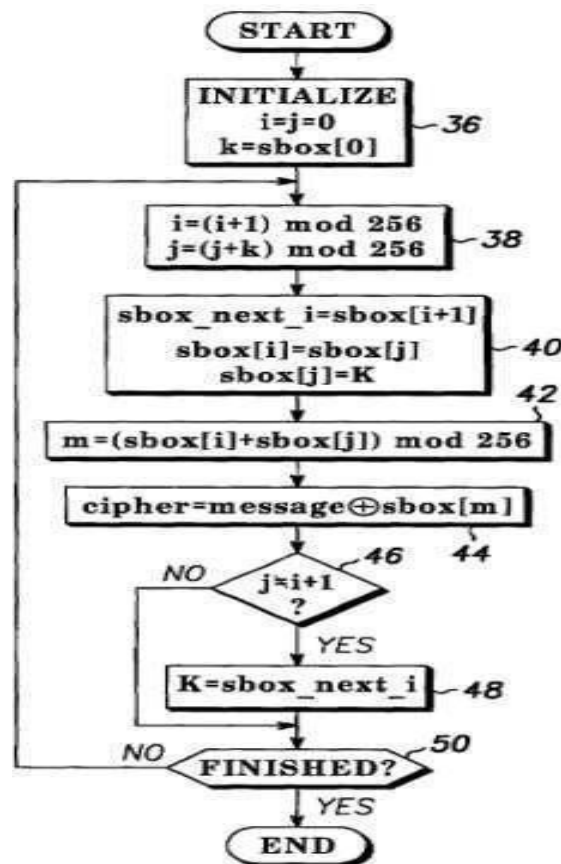 START
INITIALIZE
i=j=0
k=sbox[0]
36
i=(i+1) mod 256
j=(j+k) mod 256
38
sbox_next_i=sbox[i+1]
sbox[i]=sbox[j]
sbox[j]=K
40
42
m=(sbox[i]+sbox[j]) mod 256
cipher=message⊕sbox[m]
44
46
NO
j≒i+1
?
YES
K=sbox_next_i
48
NO
50
FINISHED?
YES
END